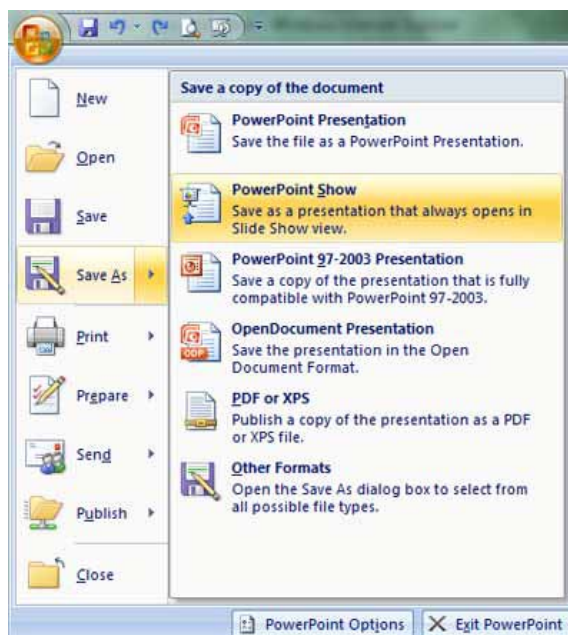 New
Open
Save
Save As
Print
Prepare
Send
Publish
Close
Save a copy of the document
PowerPoint Presentation
Save the file as a PowerPoint Presentation.
PowerPoint Show
Save as a presentation that always opens in
Slide Show view.
PowerPoint 97-2003 Presentation
Save a copy of the presentation that is fully
compatible with PowerPoint 97-2003.
OpenDocument Presentation
Save the presentation in the Open
Document Format.
PDF or XPS
Publish a copy of the presentation as a PDF
or XPS file.
Other Formats
Open the Save As dialog box to select from
all possible file types.
PowerPoint Options
Exit PowerPoint